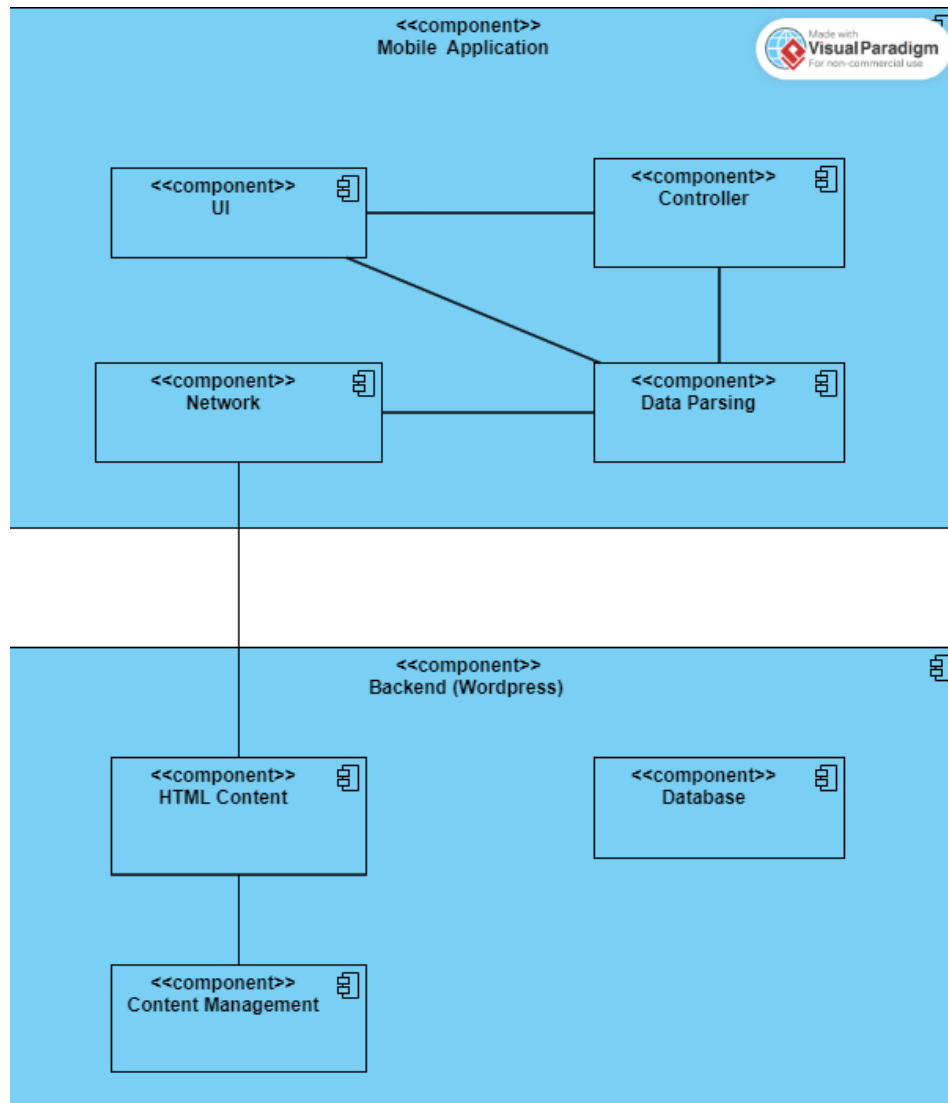 <<component>>
Mobile Application
Made with
Visual Paradigm
For non-commercial use
<<component>>
UI
<<component>>
Controller
<<component>>
Network
<<component>>
Data Parsing
<<component>>
Backend (Wordpress)
<<component>>
HTML Content
<<component>>
Database
<<component>>
Content Management